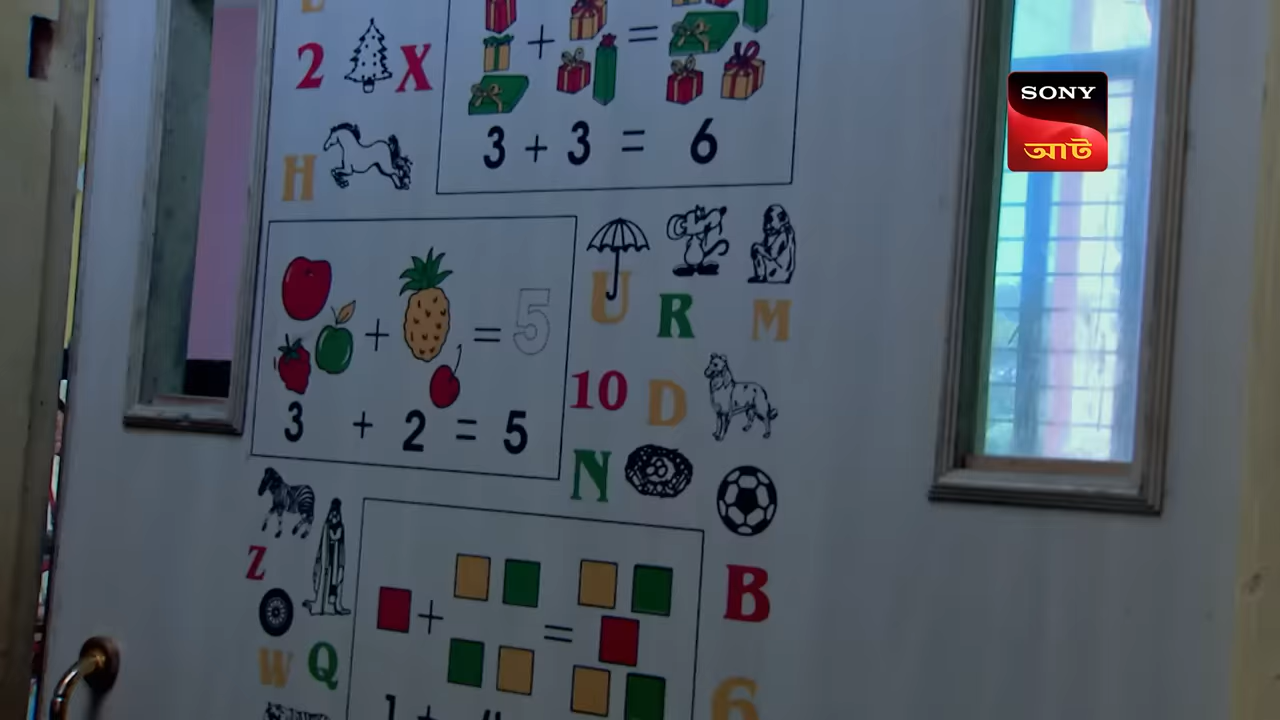 2 X
H
3 + 3 = 6
+ =
SONY
আট
+ = 5
3 + 2 = 5
U R M
10 D
N
Z
W Q
+ =
B
6